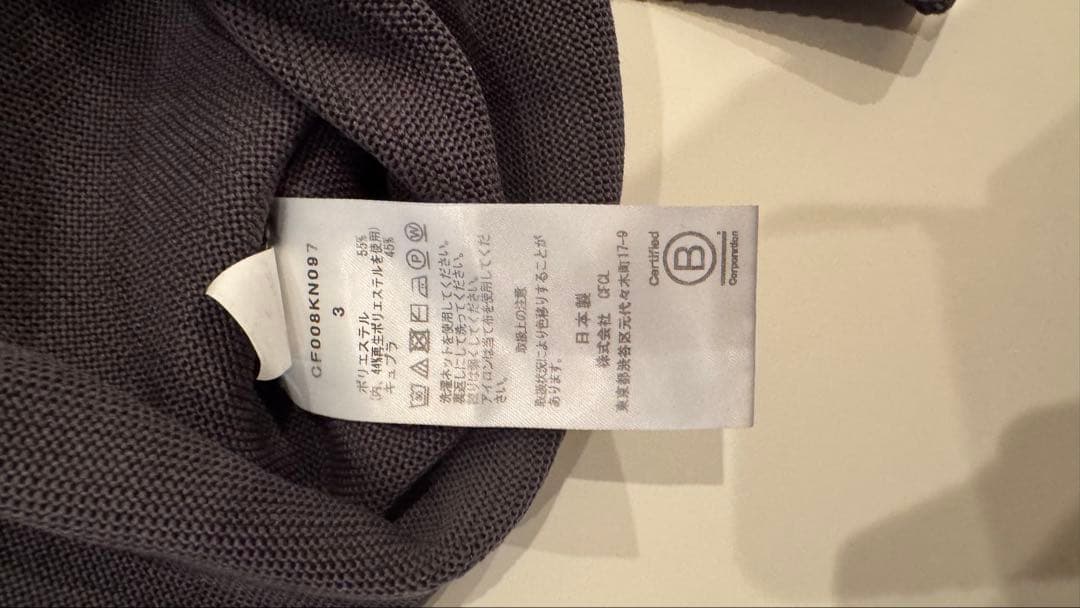 CF008KN097
3
ポリエステル 55%
(内、44%再生ポリエステルを使用)
キュプラ 45%
30 P W
洗濯ネットを使用してください。
裏返しにして洗ってください。
絞りは弱くしてください。
アイロンは当て布を使用してくだ
さい。
取扱上の注意
取扱状況により色移りすることが
あります。
日本製
株式会社 CFCL
東京都渋谷区元代々木町17-9
Certified
B
Corporation